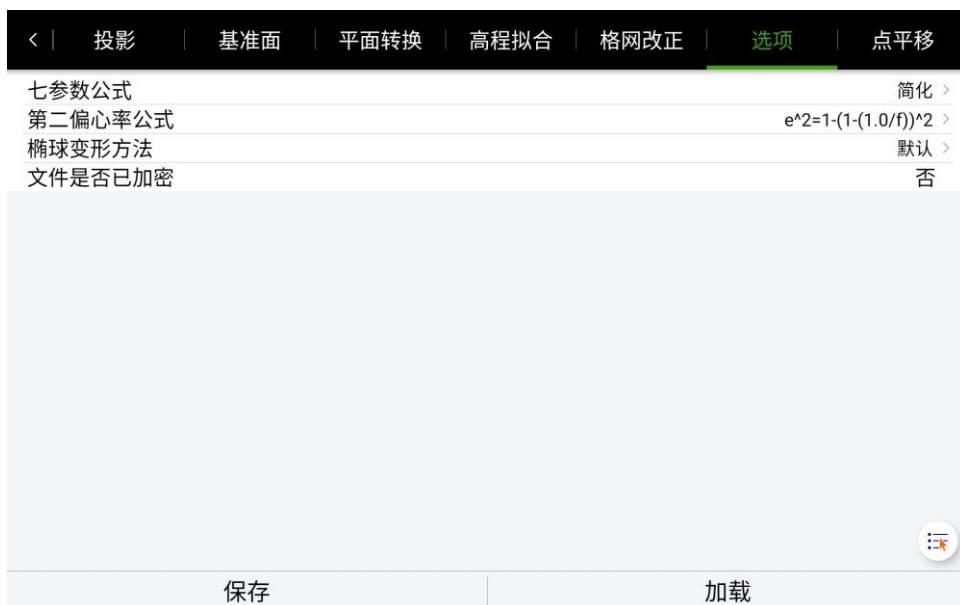 投影 基准面 平面转换 高程拟合 格网改正 选项 点平移
七参数公式 简化
第二偏心率公式 e^2=1-(1-(1.0/f))^2
椭球变形方法 默认
文件是否已加密 否
保存 加载